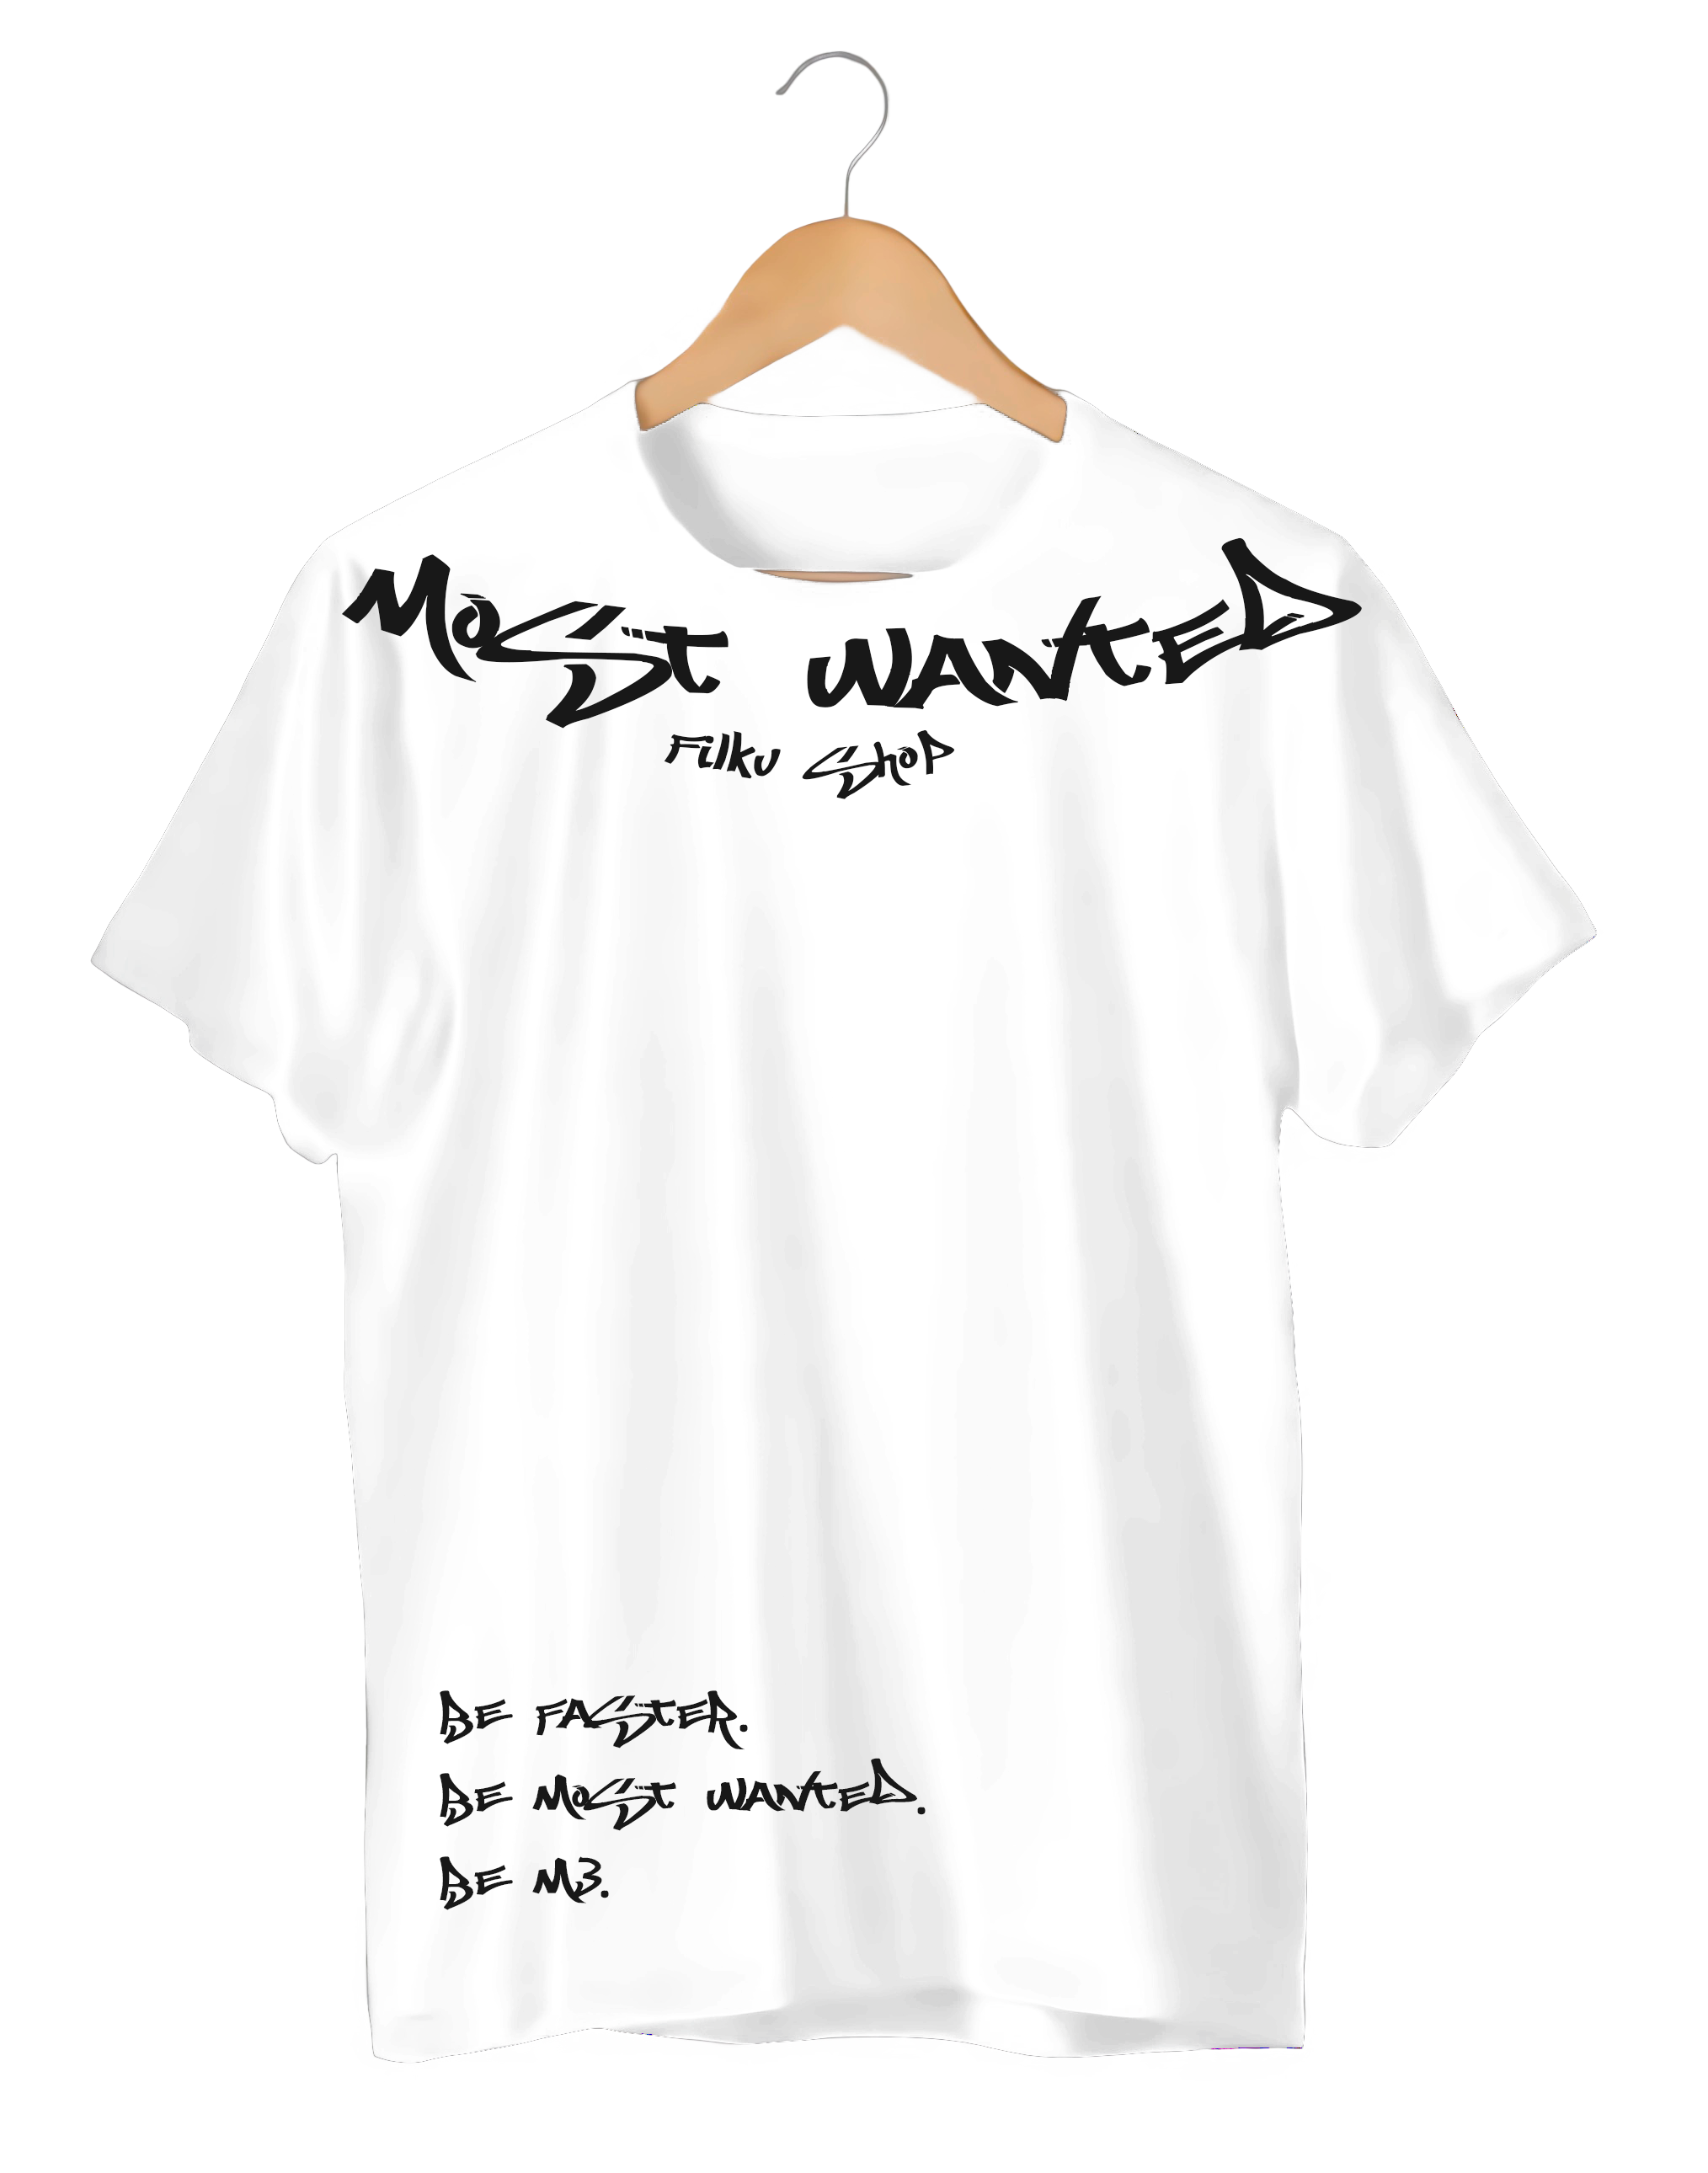 MOST WANTED
Filku Shop
BE FASTER.
BE MOST WANTED.
BE M3.